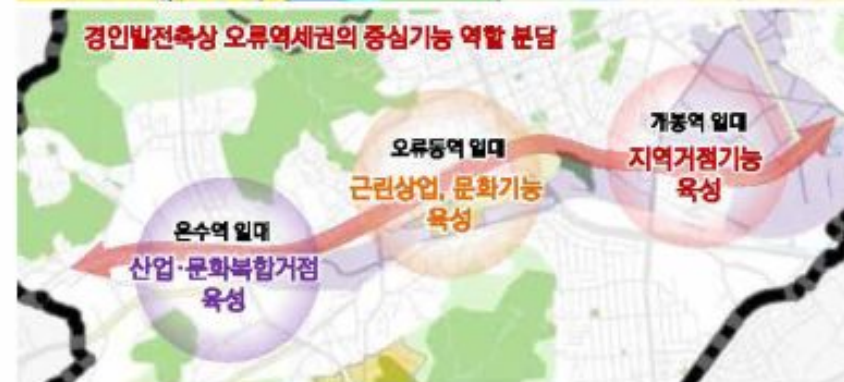 경인발전축상 오류역세권의 중심기능 역할 분담
개봉역 일대
지역거점기능
육성
오류동역 일대
근린상업, 문화기능
육성
온수역 일대
산업·문화복합거점
육성